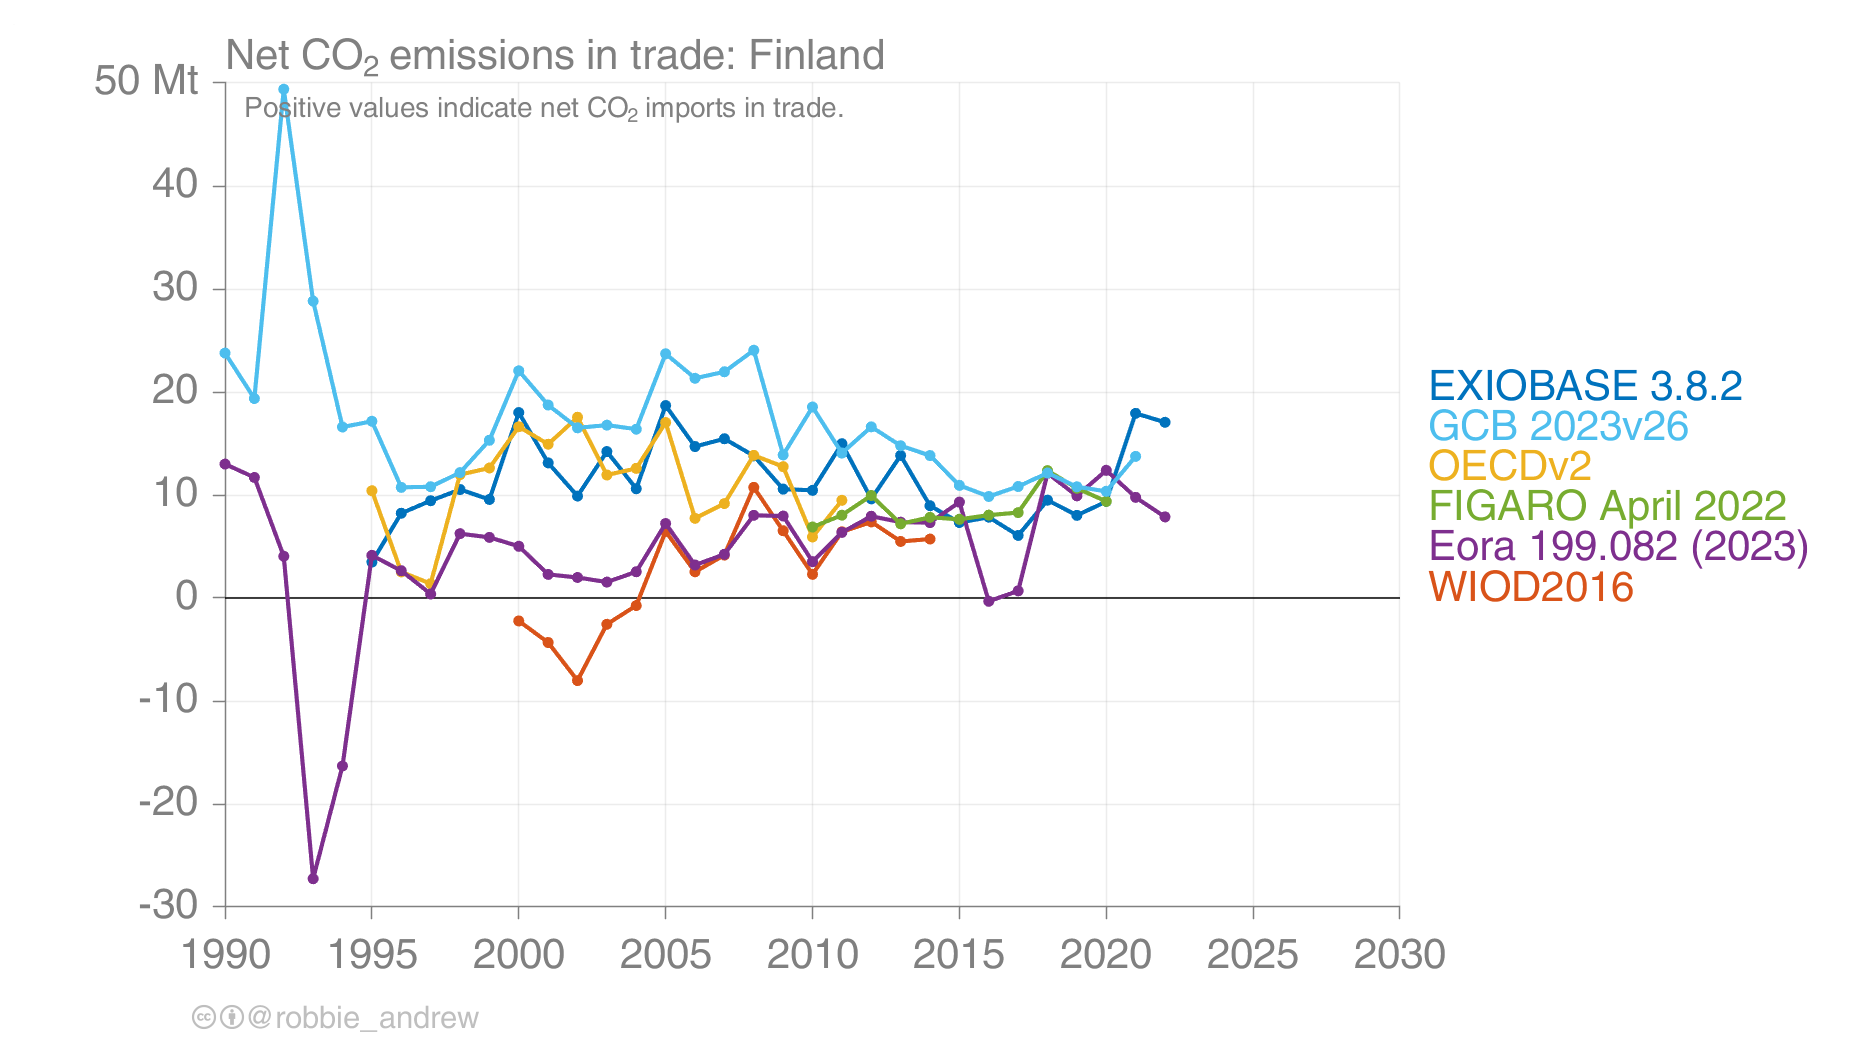 Net CO₂ emissions in trade: Finland
50 Mt
Positive values indicate net CO₂ imports in trade.
40
30
20
10
0
-10
-20
-30
1990 1995 2000 2005 2010 2015 2020 2025 2030
EXIOBASE 3.8.2
GCB 2023v26
OECDv2
FIGARO April 2022
Eora 199.082 (2023)
WIOD2016
cc @robbie_andrew